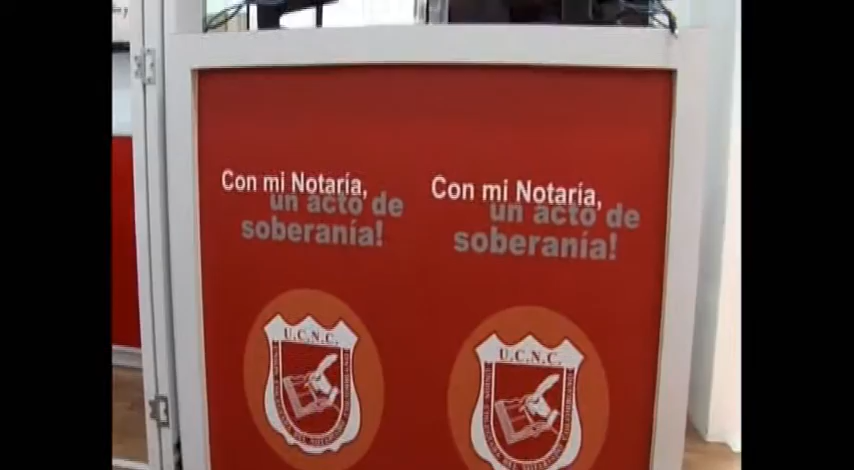 Con mi Notaría,
un acto de
soberanía!
Con mi Notaría,
un acto de
soberanía!
U.C.N.C.
U.C.N.C.